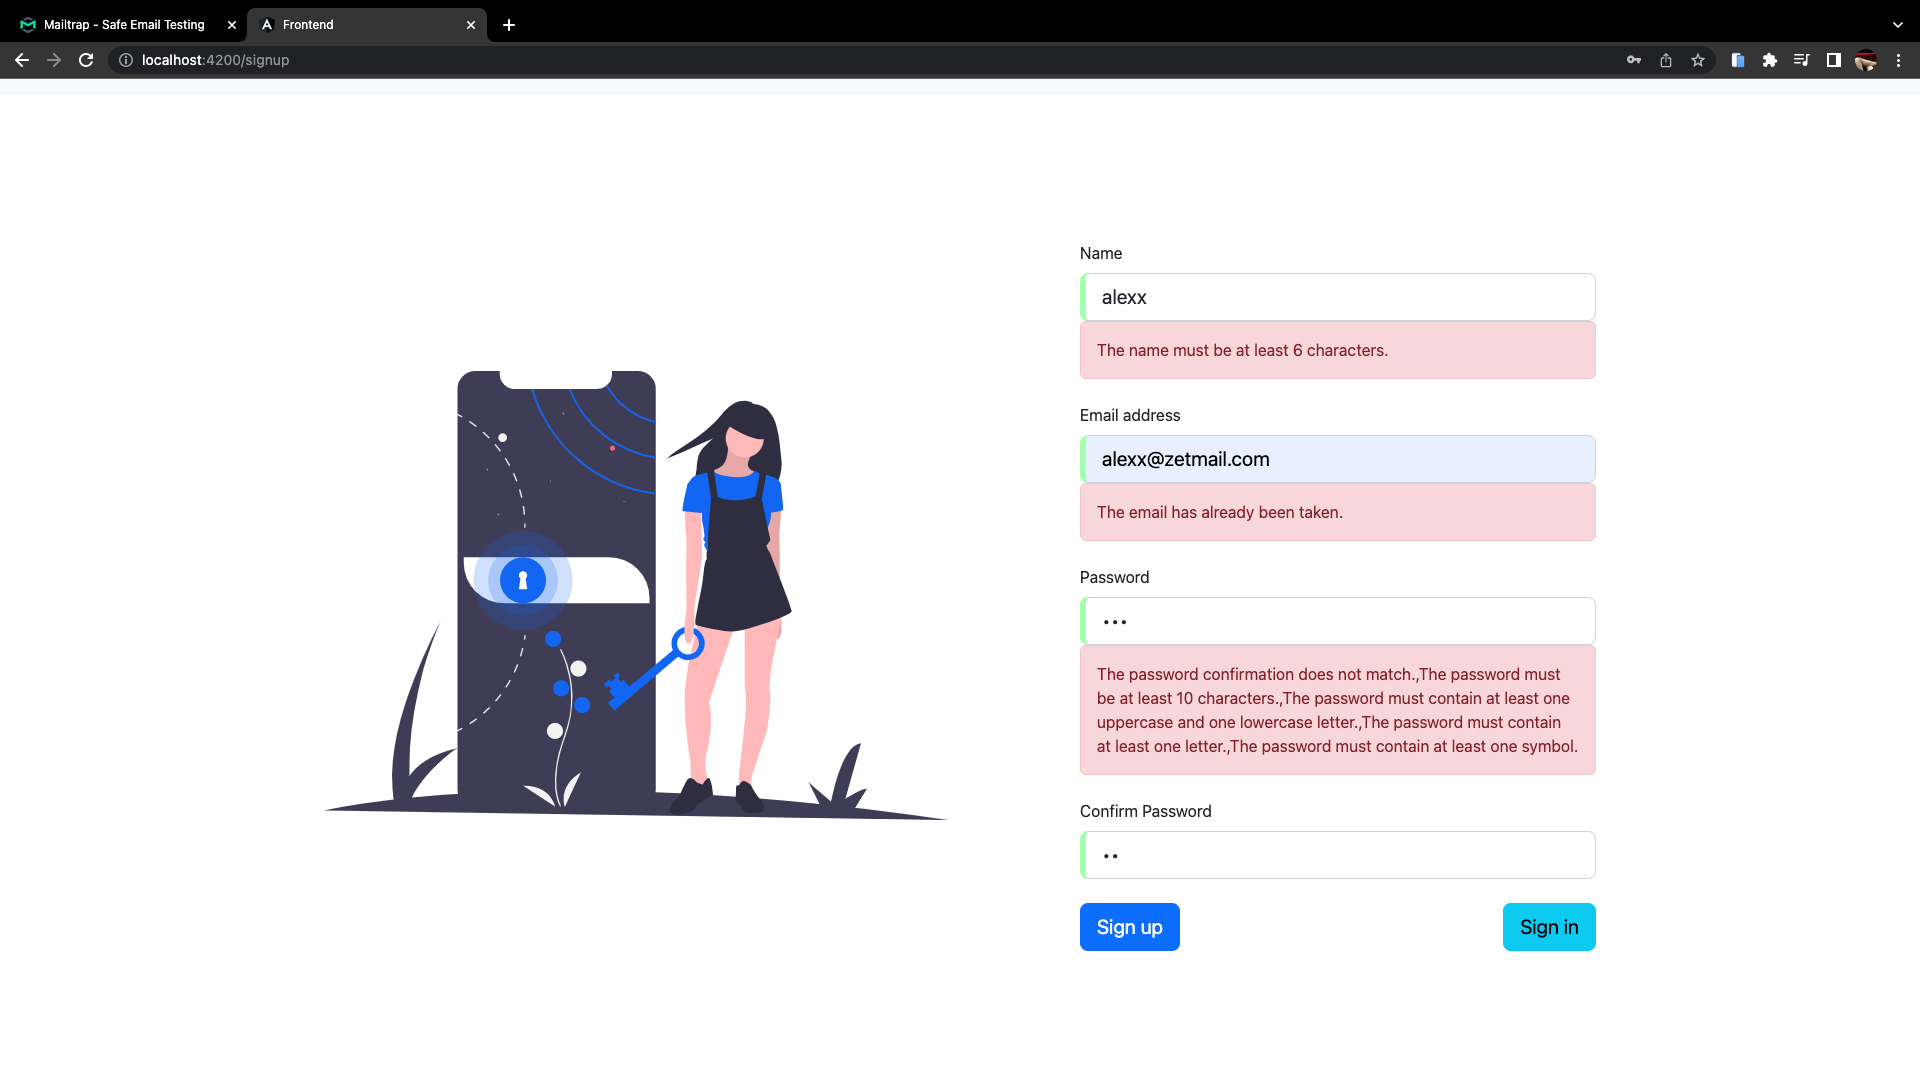 Mailtrap - Safe Email Testing
Frontend
localhost:4200/signup
Name
alexx
The name must be at least 6 characters.
Email address
alexx@zetmail.com
The email has already been taken.
Password
•••
The password confirmation does not match.,The password must
be at least 10 characters.,The password must contain at least one
uppercase and one lowercase letter.,The password must contain
at least one letter.,The password must contain at least one symbol.
Confirm Password
••
Sign up
Sign in